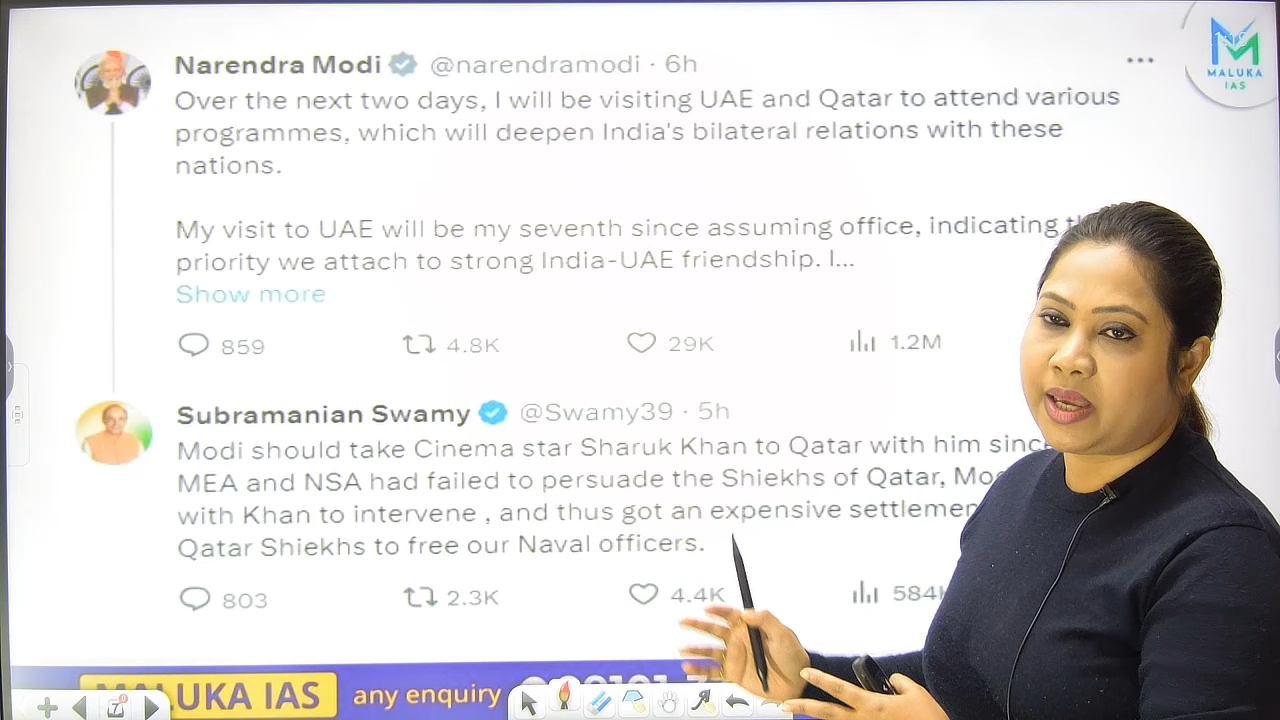 Narendra Modi @narendramodi · 6h
Over the next two days, I will be visiting UAE and Qatar to attend various
programmes, which will deepen India's bilateral relations with these
nations.
My visit to UAE will be my seventh since assuming office, indicating
priority we attach to strong India-UAE friendship. I...
Show more
859 4.8K 29K 1.2M
Subramanian Swamy @Swamy39 · 5h
Modi should take Cinema star Sharuk Khan to Qatar with him
MEA and NSA had failed to persuade the Shiekhs of Qatar,
with Khan to intervene , and thus got an expensive
Qatar Shiekhs to free our Naval officers.
803 2.3K 4.4K
MALUKA
IAS
MALUKA IAS any enquiry
7